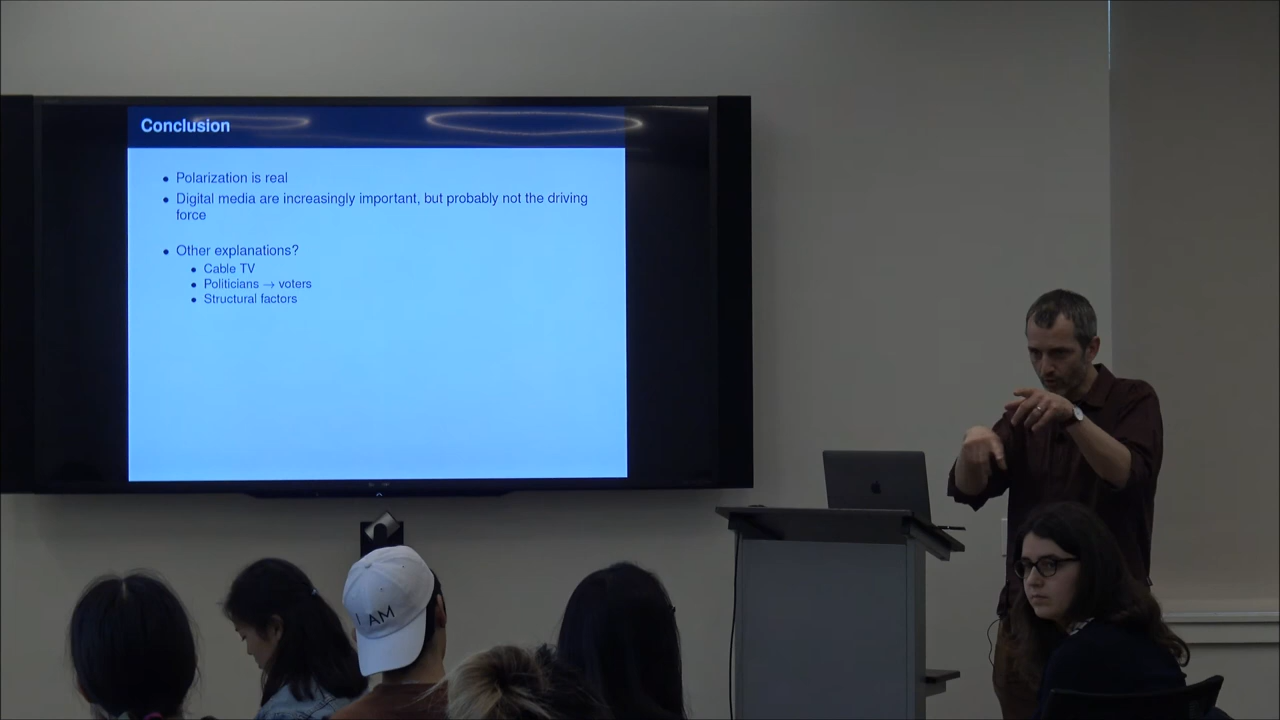 Conclusion
Polarization is real
Digital media are increasingly important, but probably not the driving
force
Other explanations?
Cable TV
Politicians → voters
Structural factors
I AM